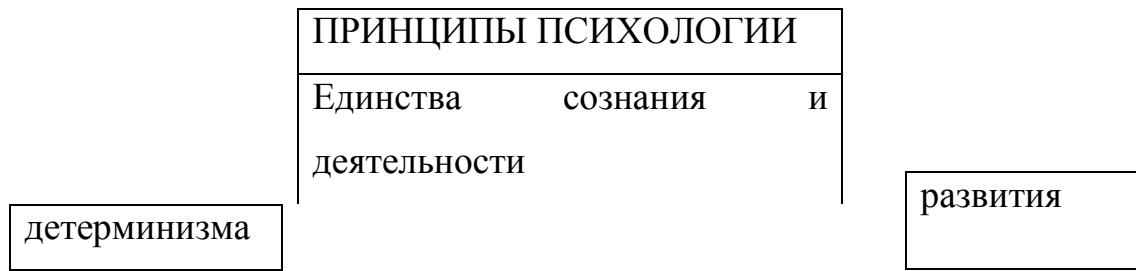 ПРИНЦИПЫ ПСИХОЛОГИИ
Единства сознания и
деятельности
развития
детерминизма